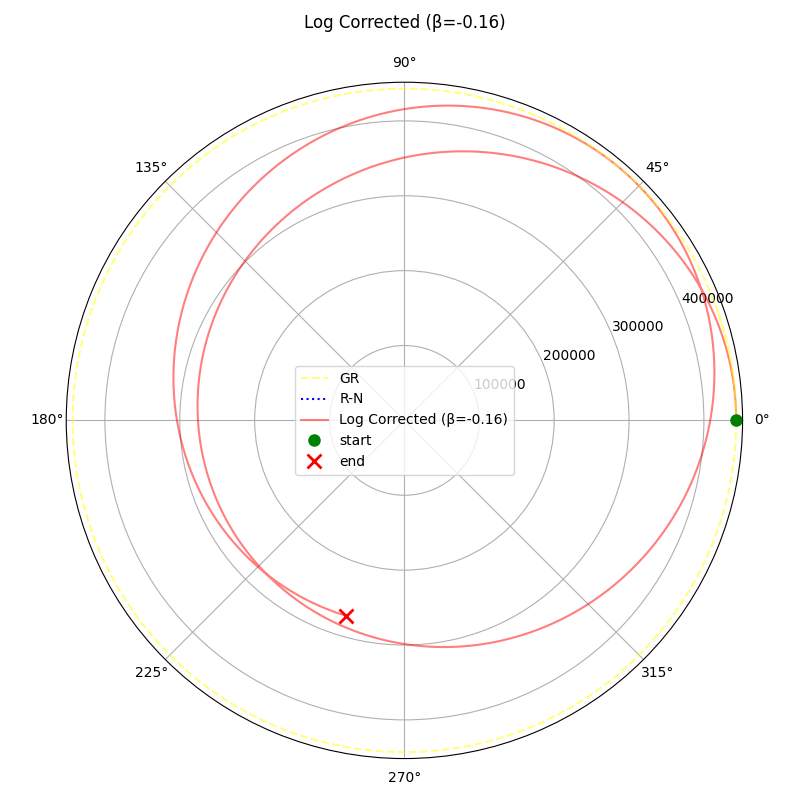 Log Corrected (β=-0.16)
90°
135°
45°
400000
300000
200000
100000
GR
R-N
Log Corrected (β=-0.16)
start
end
180°
0°
225°
315°
270°